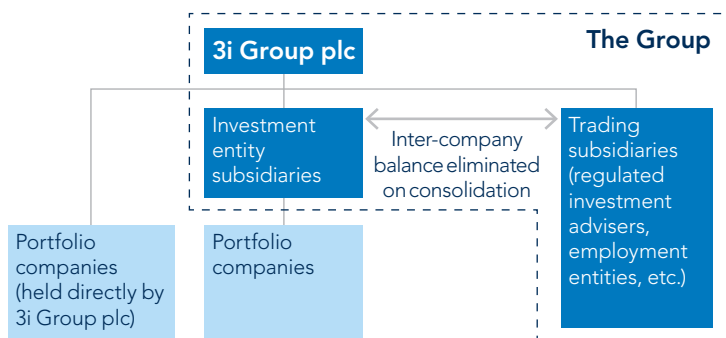 3i Group plc
The Group
Investment
entity
subsidiaries
Inter-company
balance eliminated
on consolidation
Trading
subsidiaries
(regulated
investment
advisers,
employment
entities, etc.)
Portfolio
companies
(held directly by
3i Group plc)
Portfolio
companies